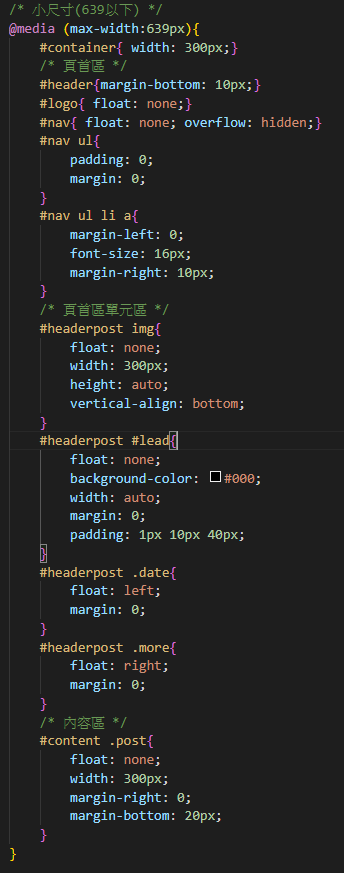 /* 小尺寸(639以下) */
@media (max-width:639px){
#container{ width: 300px;}
/* 頁首區 */
#header{margin-bottom: 10px;}
#logo{ float: none;}
#nav{ float: none; overflow: hidden;}
#nav ul{
padding: 0;
margin: 0;
}
#nav ul li a{
margin-left: 0;
font-size: 16px;
margin-right: 10px;
}
/* 頁首區單元區 */
#headerpost img{
float: none;
width: 300px;
height: auto;
vertical-align: bottom;
}
#headerpost #lead{
float: none;
background-color: #000;
width: auto;
margin: 0;
padding: 1px 10px 40px;
}
#headerpost .date{
float: left;
margin: 0;
}
#headerpost .more{
float: right;
margin: 0;
}
/* 內容區 */
#content .post{
float: none;
width: 300px;
margin-right: 0;
margin-bottom: 20px;
}
}